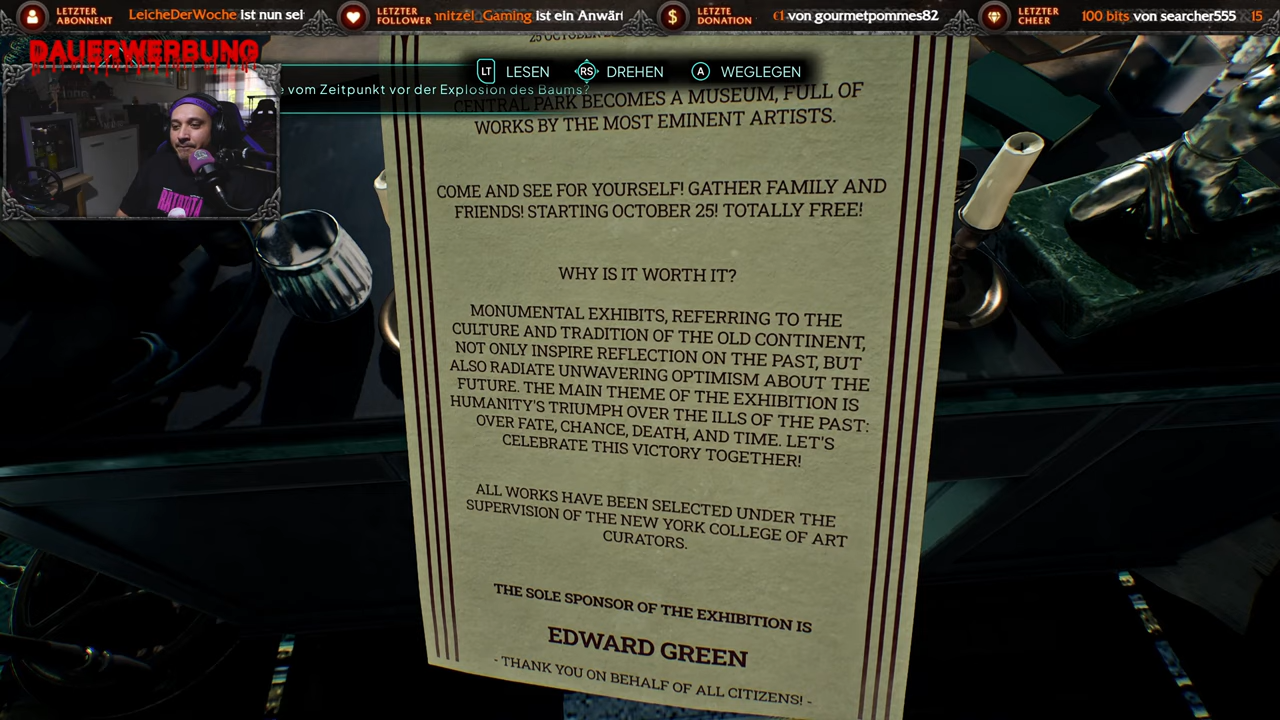 LETZTER ABONNENT
LeicheDerWoche Ist nun sei
LETZTER FOLLOWER
nnitzel_Gaming Ist ein Anwärt
LETZTE DONATION
€1 von gourmetpommes82
LETZTER CHEER
100 bits von searcher555
15
DAUERWERBUNG
LT LESEN
RS DREHEN
A WEGLEGEN
e vom Zeitpunkt vor der Explosion des Baums?
25 OCTOBER
CENTRAL PARK BECOMES A MUSEUM, FULL OF
WORKS BY THE MOST EMINENT ARTISTS.
COME AND SEE FOR YOURSELF! GATHER FAMILY AND
FRIENDS! STARTING OCTOBER 25! TOTALLY FREE!
WHY IS IT WORTH IT?
MONUMENTAL EXHIBITS, REFERRING TO THE
CULTURE AND TRADITION OF THE OLD CONTINENT,
NOT ONLY INSPIRE REFLECTION ON THE PAST, BUT
ALSO RADIATE UNWAVERING OPTIMISM ABOUT THE
FUTURE. THE MAIN THEME OF THE EXHIBITION IS
HUMANITY'S TRIUMPH OVER THE ILLS OF THE PAST:
OVER FATE, CHANCE, DEATH, AND TIME. LET'S
CELEBRATE THIS VICTORY TOGETHER!
ALL WORKS HAVE BEEN SELECTED UNDER THE
SUPERVISION OF THE NEW YORK COLLEGE OF ART
CURATORS.
THE SOLE SPONSOR OF THE EXHIBITION IS
EDWARD GREEN
- THANK YOU ON BEHALF OF ALL CITIZENS! -